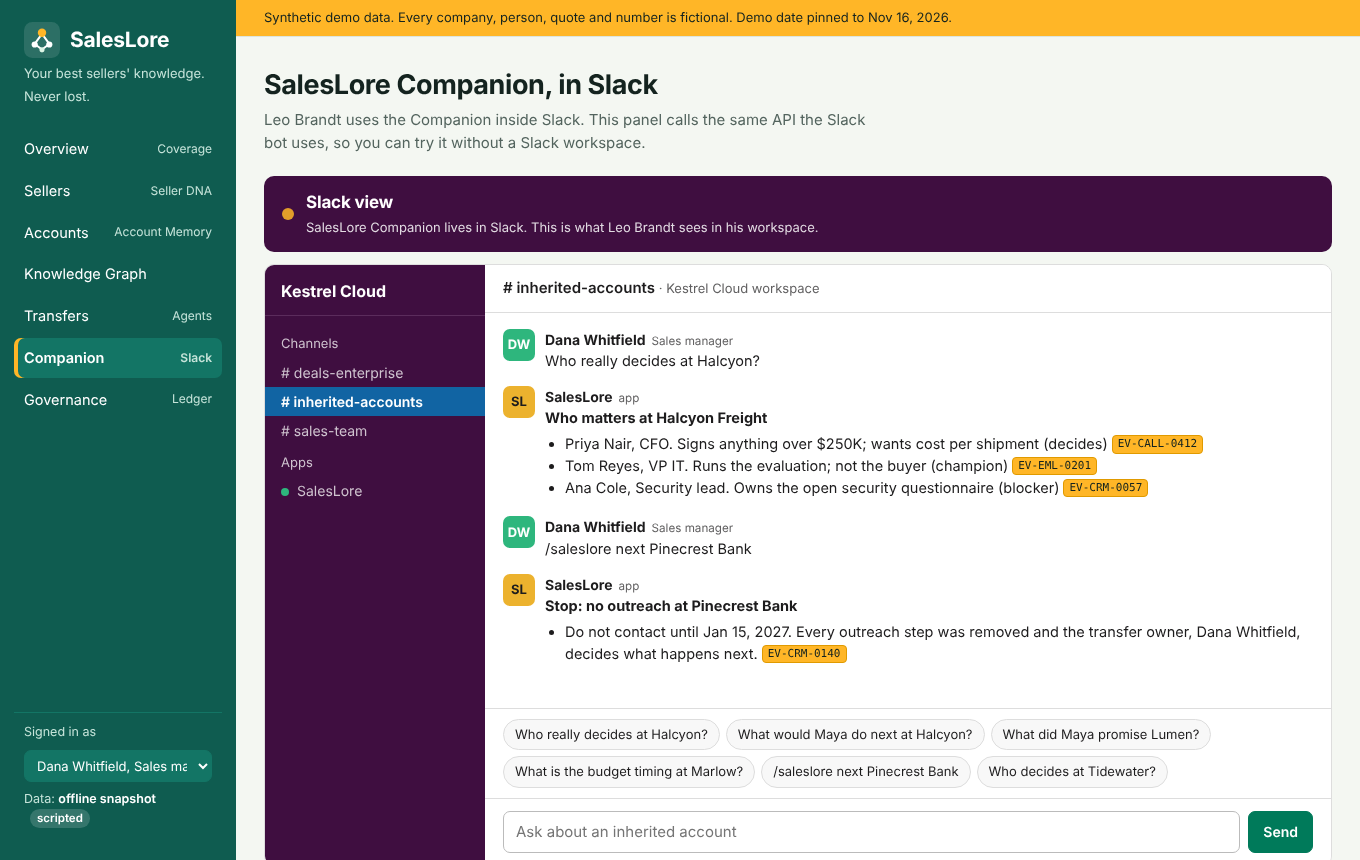 SalesLore
Your best sellers' knowledge.
Never lost.
Overview Coverage
Sellers Seller DNA
Accounts Account Memory
Knowledge Graph
Transfers Agents
Companion Slack
Governance Ledger
Signed in as
Dana Whitfield, Sales ma
Data: offline snapshot
scripted
Synthetic demo data. Every company, person, quote and number is fictional. Demo date pinned to Nov 16, 2026.
SalesLore Companion, in Slack
Leo Brandt uses the Companion inside Slack. This panel calls the same API the Slack
bot uses, so you can try it without a Slack workspace.
Slack view
SalesLore Companion lives in Slack. This is what Leo Brandt sees in his workspace.
Kestrel Cloud
Channels
# deals-enterprise
# inherited-accounts
# sales-team
Apps
SalesLore
# inherited-accounts · Kestrel Cloud workspace
DW Dana Whitfield Sales manager
Who really decides at Halcyon?
SL SalesLore app
Who matters at Halcyon Freight
• Priya Nair, CFO. Signs anything over $250K; wants cost per shipment (decides) EV-CALL-0412
• Tom Reyes, VP IT. Runs the evaluation; not the buyer (champion) EV-EML-0201
• Ana Cole, Security lead. Owns the open security questionnaire (blocker) EV-CRM-0057
DW Dana Whitfield Sales manager
/saleslore next Pinecrest Bank
SL SalesLore app
Stop: no outreach at Pinecrest Bank
• Do not contact until Jan 15, 2027. Every outreach step was removed and the transfer owner, Dana Whitfield,
decides what happens next. EV-CRM-0140
Who really decides at Halcyon? What would Maya do next at Halcyon? What did Maya promise Lumen?
What is the budget timing at Marlow? /saleslore next Pinecrest Bank Who decides at Tidewater?
Ask about an inherited account Send